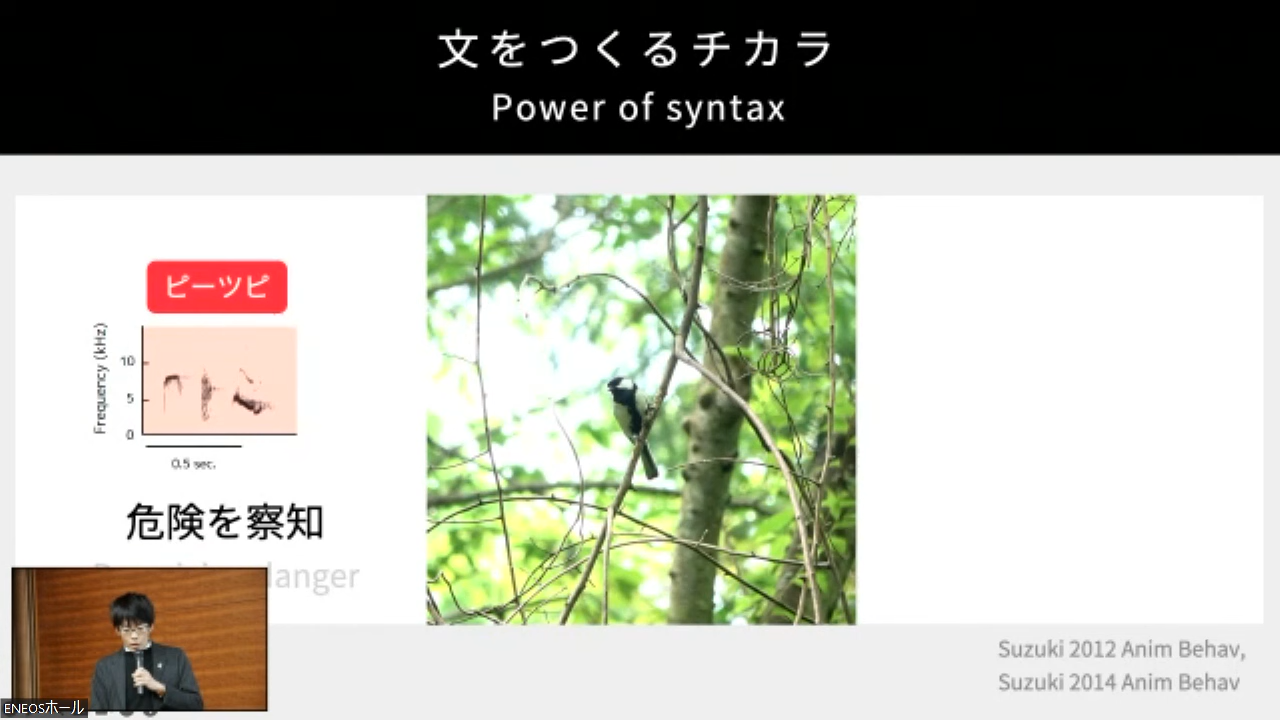 文をつくるチカラ
Power of syntax
ピーツピ
Frequency (kHz)
10
5
0
0.5 sec.
危険を察知
danger
Suzuki 2012 Anim Behav,
Suzuki 2014 Anim Behav
ENEOSホール